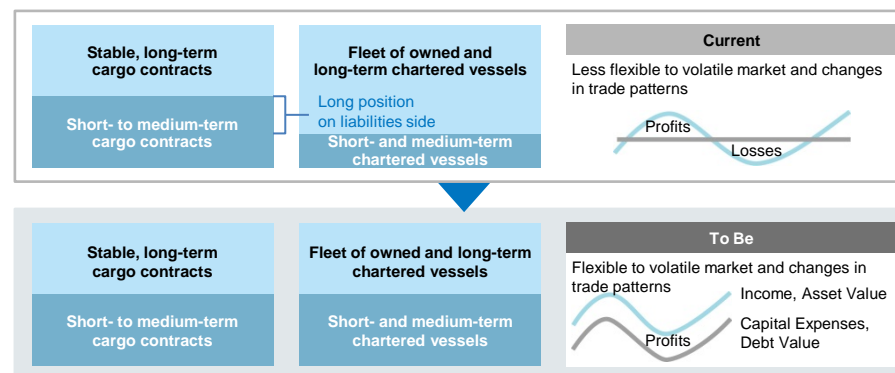 Stable, long-term
cargo contracts
Short- to medium-term
cargo contracts
Long position
on liabilities side
Fleet of owned and
long-term chartered vessels
Short- and medium-term
chartered vessels
Current
Less flexible to volatile market and changes
in trade patterns
Profits
Losses
Stable, long-term
cargo contracts
Short- to medium-term
cargo contracts
Fleet of owned and long-term
chartered vessels
Short- and medium-term
chartered vessels
To Be
Flexible to volatile market and changes in
trade patterns
Income, Asset Value
Capital Expenses,
Debt Value
Profits